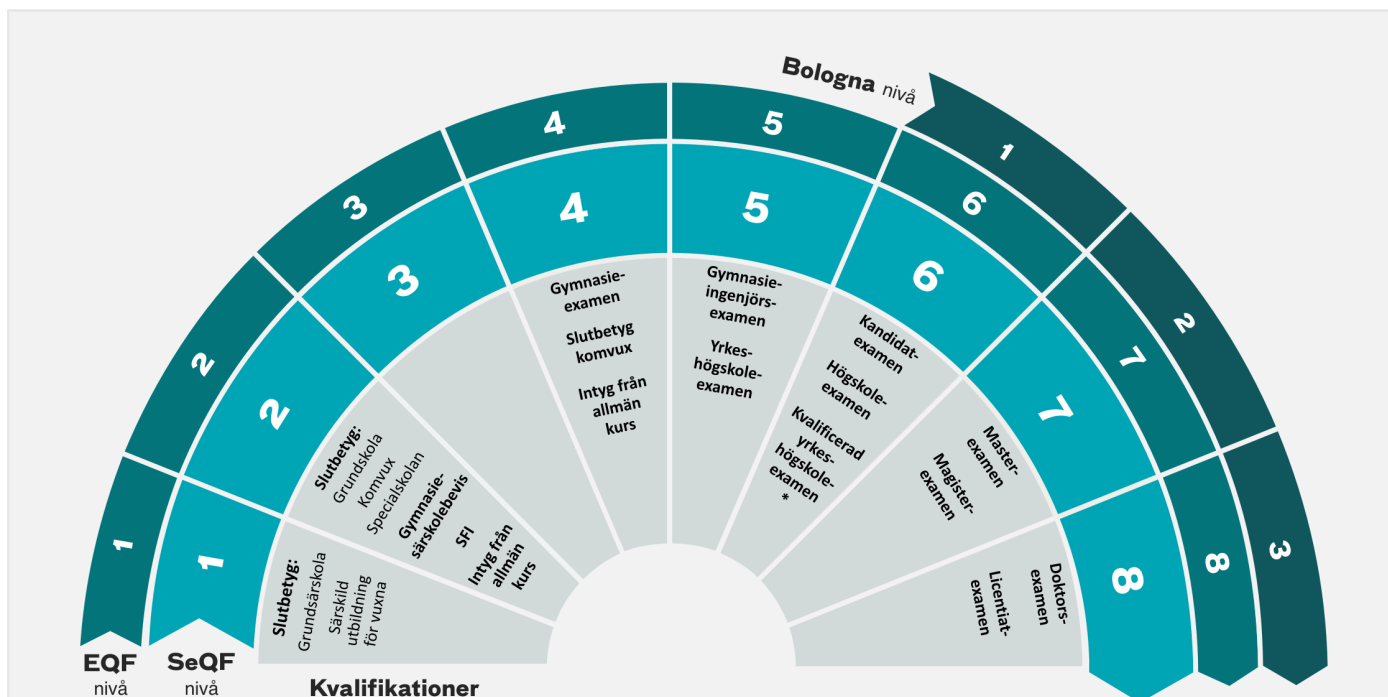 Bologna nivå
1
2
3
1
2
3
4
5
6
7
8
1
2
3
4
5
6
7
8
Slutbetyg:
Grundsärskola
Särskild
utbildning
för vuxna
Slutbetyg:
Grundskola
Komvux
Specialskolan
Gymnasie-
särskolebevis
SFI
Intyg från
allmän
kurs
Gymnasie-
examen
Slutbetyg
komvux
Intyg från
allmän
kurs
Gymnasie-
ingenjörs-
examen
Yrkes-
högskole-
examen
Kandidat-
examen
Högskole-
examen
Kvalificerad
yrkes-
högskole-
examen
*
Master-
examen
Magister-
examen
Doktors-
examen
Licentiat-
examen
EQF
nivå
SeQF
nivå
Kvalifikationer